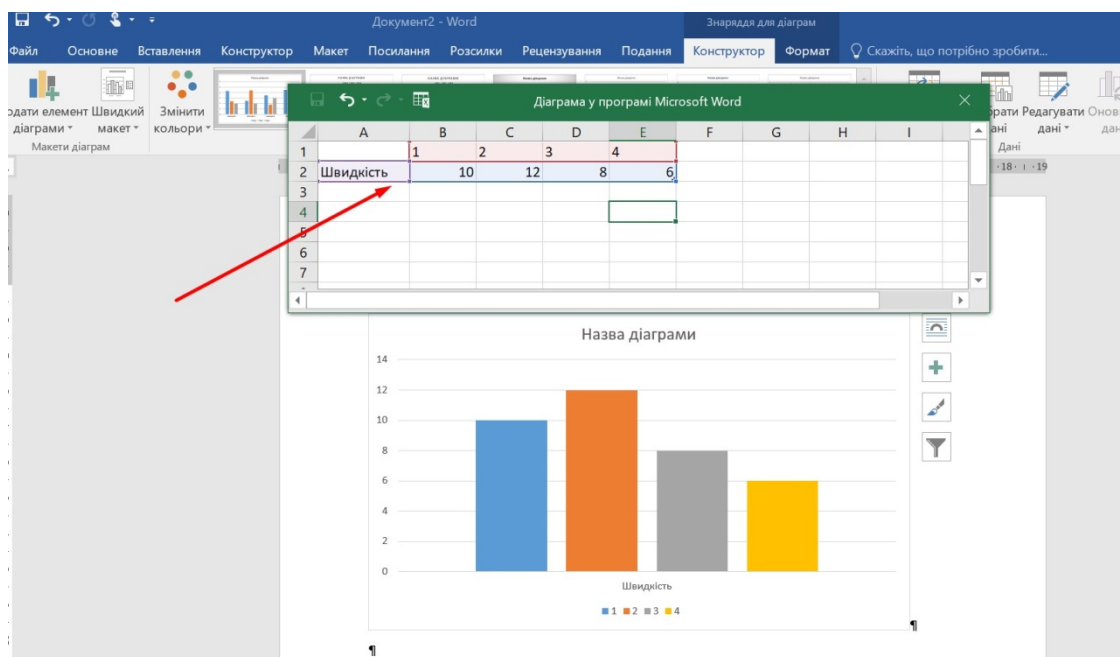 Документ2 - Word
Знаряддя для діаграм
Файл Основне Вставлення Конструктор Макет Посилання Розсилки Рецензування Подання Конструктор Формат Скажіть, що потрібно зробити...
одати елемент діаграми
Швидкий макет
Змінити кольори
Макети діаграм
Діаграма у програмі Microsoft Word
брати ані
Редагувати дані
Онов дан
Дані
18 19
A B C D E F G H I
1 1 2 3 4
2 Швидкість 10 12 8 6
3
4
5
6
7
Назва діаграми
14
12
10
8
6
4
2
0
Швидкість
1 2 3 4